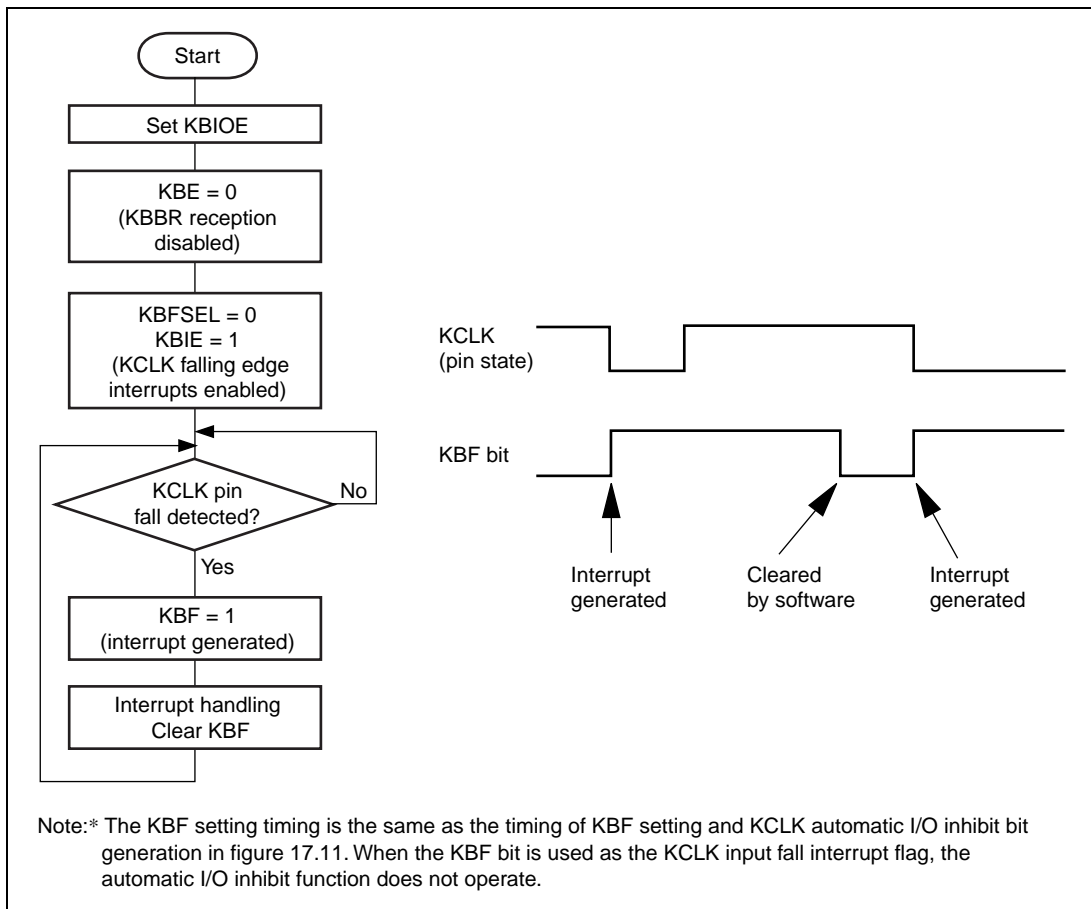 Start
Set KBIOE
KBE = 0
(KBBR reception
disabled)
KBFSEL = 0
KBIE = 1
(KCLK falling edge
interrupts enabled)
KCLK pin
fall detected?
No
Yes
KBF = 1
(interrupt generated)
Interrupt handling
Clear KBF
KCLK
(pin state)
KBF bit
Interrupt
generated
Cleared
by software
Interrupt
generated
Note:* The KBF setting timing is the same as the timing of KBF setting and KCLK automatic I/O inhibit bit
generation in figure 17.11. When the KBF bit is used as the KCLK input fall interrupt flag, the
automatic I/O inhibit function does not operate.